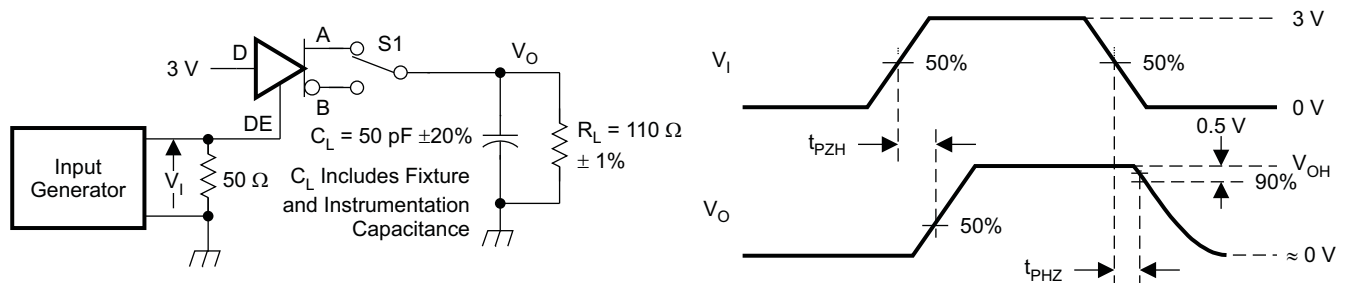 A
S1
D
3 V
V_O
B
DE
C_L = 50 pF ±20%
R_L = 110 Ω
± 1%
Input
Generator
V_I
50 Ω
C_L Includes Fixture
and Instrumentation
Capacitance
3 V
V_I
50%
50%
0 V
t_PZH
0.5 V
V_OH
90%
V_O
50%
≈ 0 V
t_PHZ